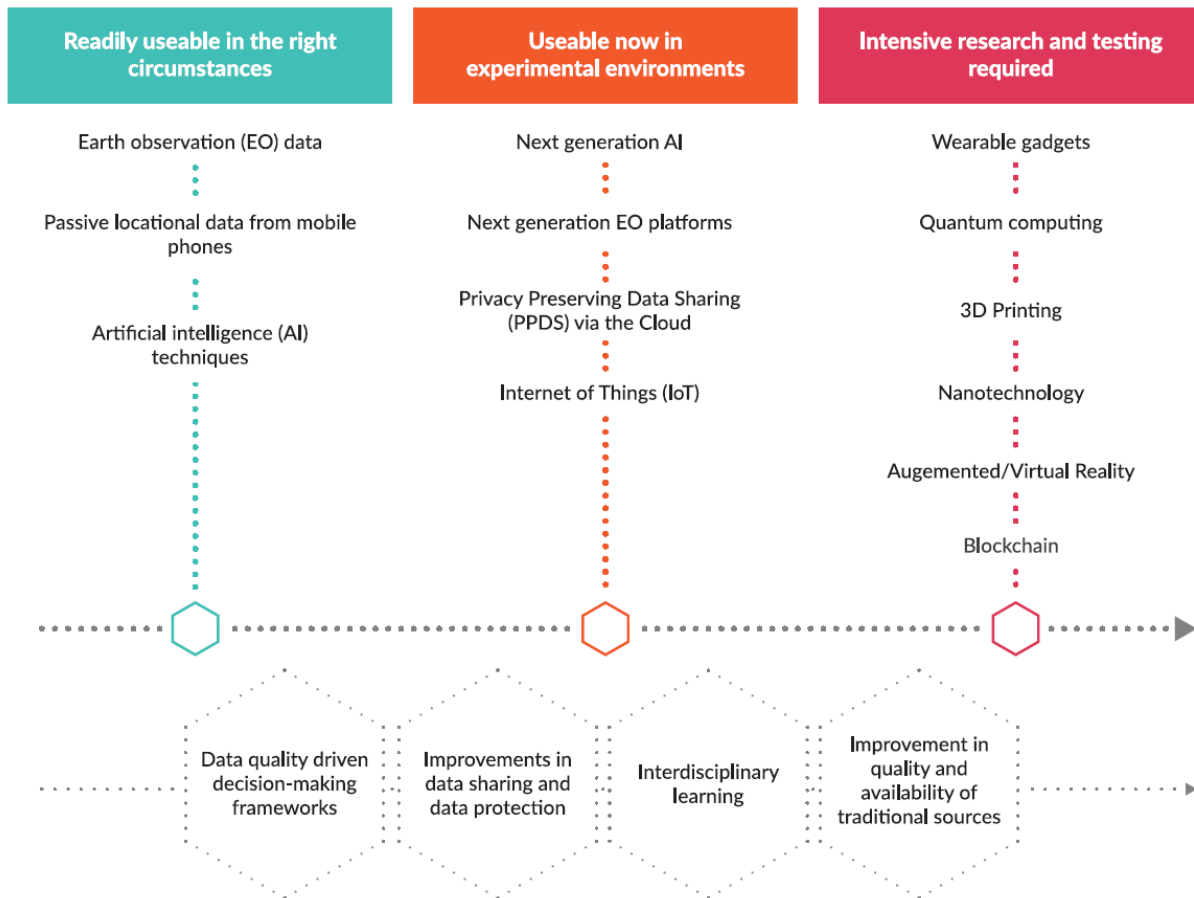 Readily useable in the right
circumstances
Useable now in
experimental environments
Intensive research and testing
required
Earth observation (EO) data
Passive locational data from mobile
phones
Artificial intelligence (AI)
techniques
Next generation AI
Next generation EO platforms
Privacy Preserving Data Sharing
(PPDS) via the Cloud
Internet of Things (IoT)
Wearable gadgets
Quantum computing
3D Printing
Nanotechnology
Augemented/Virtual Reality
Blockchain
Data quality driven
decision-making
frameworks
Improvements in
data sharing and
data protection
Interdisciplinary
learning
Improvement in
quality and
availability of
traditional sources